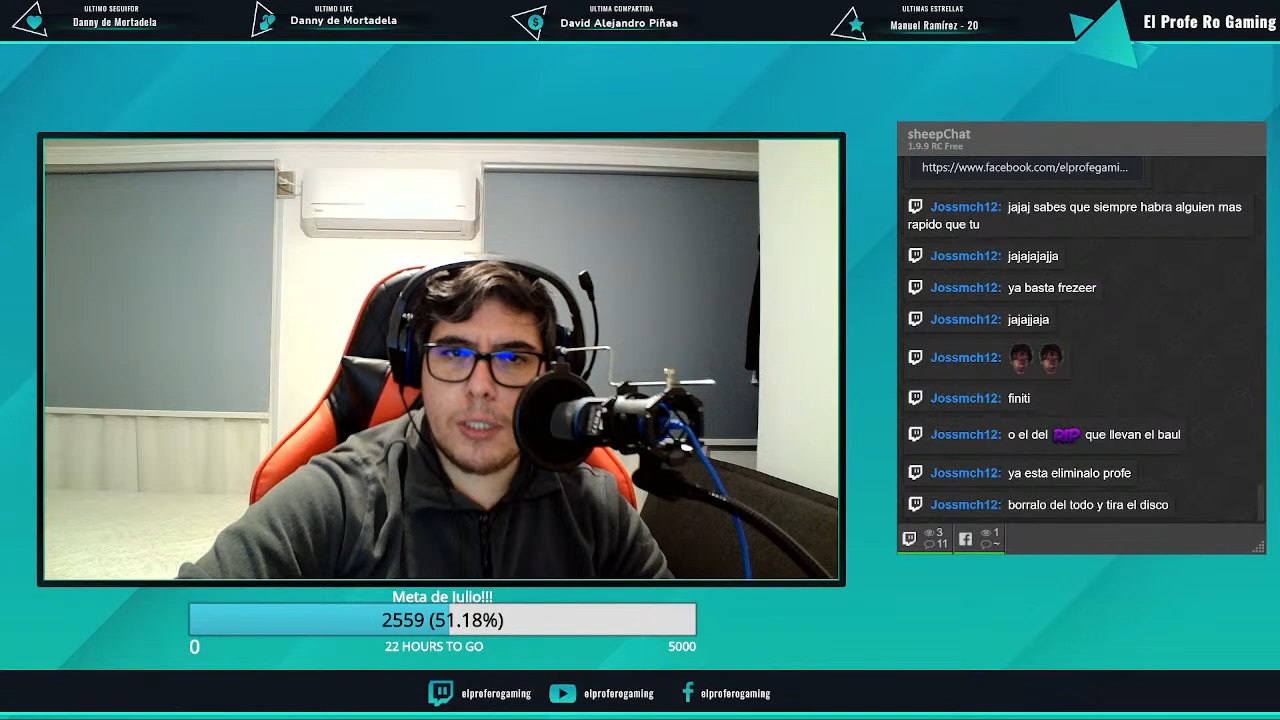 ULTIMO SEGUIFOR
Danny de Mortadela
ULTIMO LIKE
Danny de Mortadela
ULTIMA COMPARTIDA
David Alejandro Piñaa
ULTIMAS ESTRELLAS
Manuel Ramírez - 20
El Profe Ro Gaming
sheepChat
1.9.9 RC Free
https://www.facebook.com/elprofegami...
Jossmch12: jajaj sabes que siempre habra alguien mas
rapido que tu
Jossmch12: jajajajajja
Jossmch12: ya basta frezeer
Jossmch12: jajajjaja
Jossmch12:
Jossmch12: finiti
Jossmch12: o el del RIP que llevan el baul
Jossmch12: ya esta eliminalo profe
Jossmch12: borralo del todo y tira el disco
3
11
1
~
Meta de Julio!!!
2559 (51.18%)
0
22 HOURS TO GO
5000
elproferogaming
elproferogaming
elproferogaming